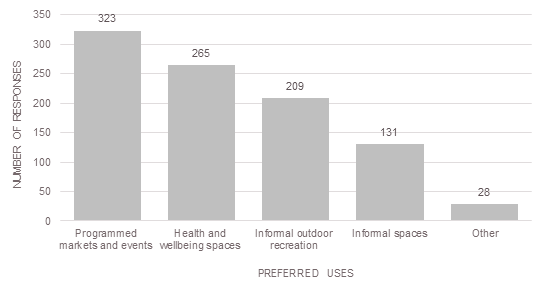 350
300
250
200
150
100
50
0
NUMBER OF RESPONSES
323
265
209
131
28
Programmed
markets and events
Health and
wellbeing spaces
Informal outdoor
recreation
Informal spaces
Other
PREFERRED USES